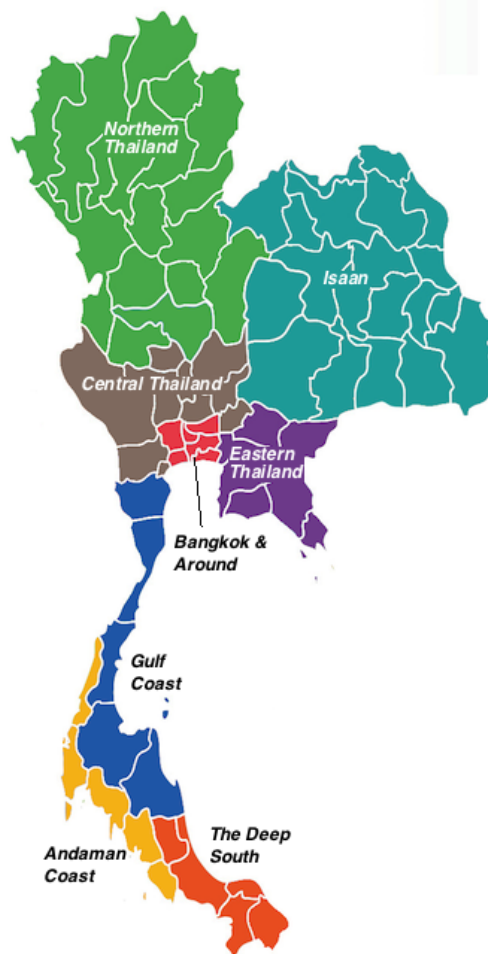 Northern
Thailand
Isaan
Central Thailand
Eastern
Thailand
Bangkok &
Around
Gulf
Coast
The Deep
South
Andaman
Coast